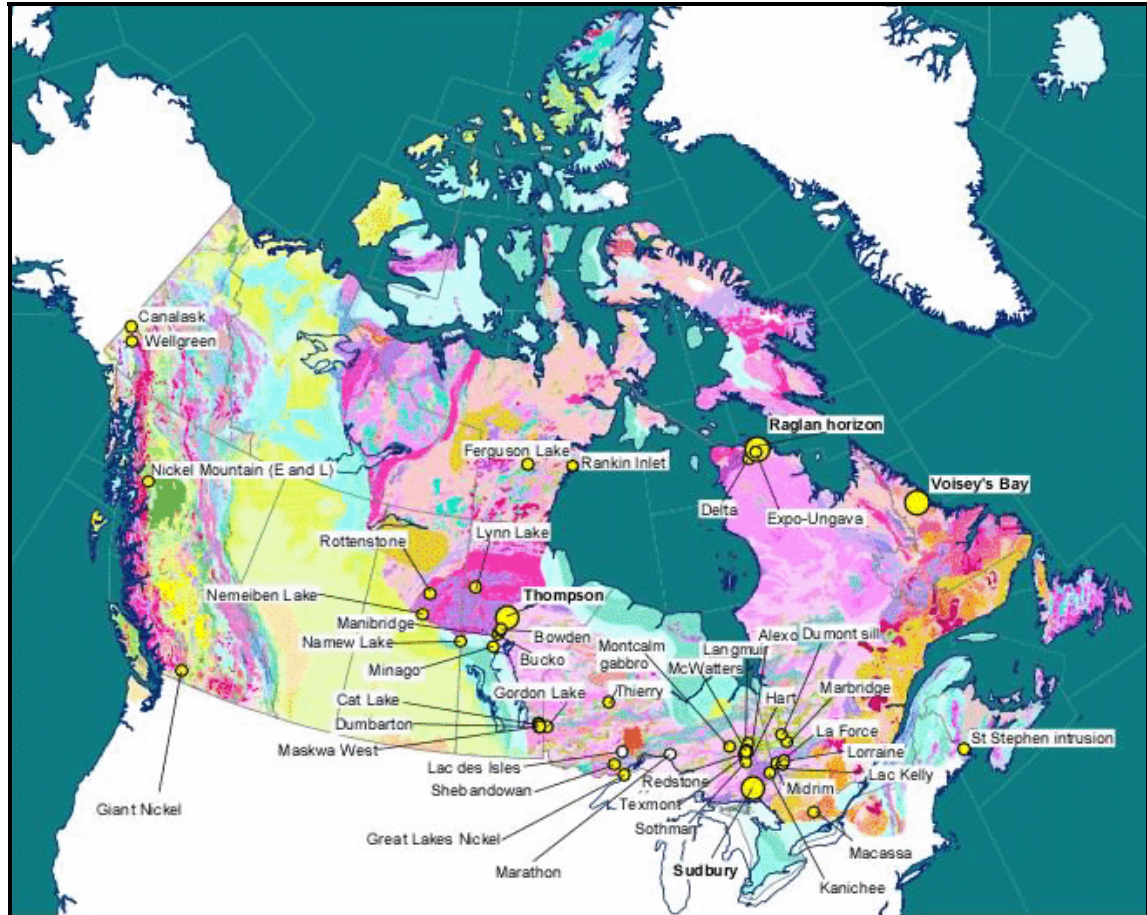 Canalask
Wellgreen
Raglan horizon
Ferguson Lake
Rankin Inlet
Nickel Mountain (E and L)
Voisey's Bay
Delta
Expo-Ungava
Rottenstone
Lynn Lake
Nemeiben Lake
Thompson
Manibridge
Bowden
Namew Lake
Bucko
Minago
Montcalm
gabbro
Langmuir
Alexo
Dumont sill
McWatters
Cat Lake
Gordon Lake
Thierry
Hart
Marbridge
Dumbarton
La Force
Maskwa West
Lorraine
St Stephen intrusion
Lac des Isles
Lac Kelly
Shebandowan
Redstone
Midrim
Giant Nickel
Texmont
Sothman
Great Lakes Nickel
Macassa
Marathon
Sudbury
Kanichee